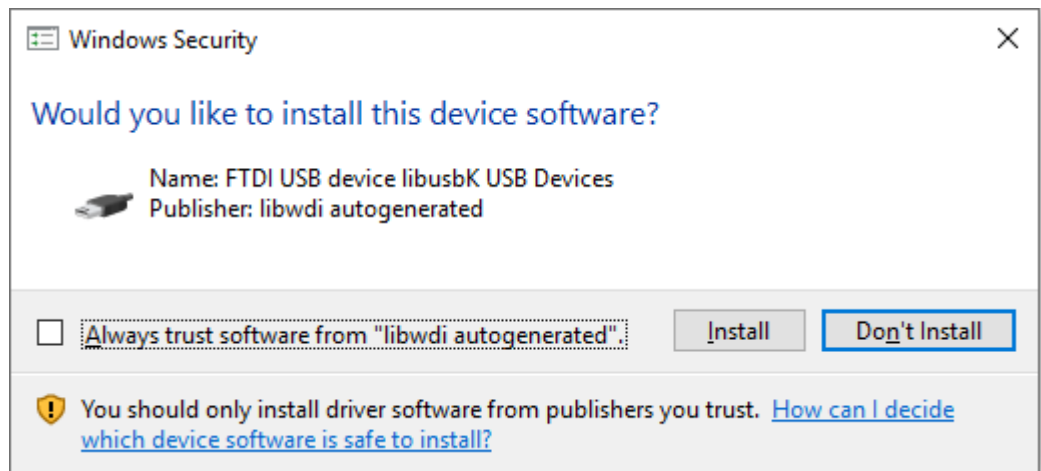 Windows Security
Would you like to install this device software?
Name: FTDI USB device libusbK USB Devices
Publisher: libwdi autogenerated
Always trust software from "libwdi autogenerated".
Install
Don't Install
You should only install driver software from publishers you trust. How can I decide
which device software is safe to install?